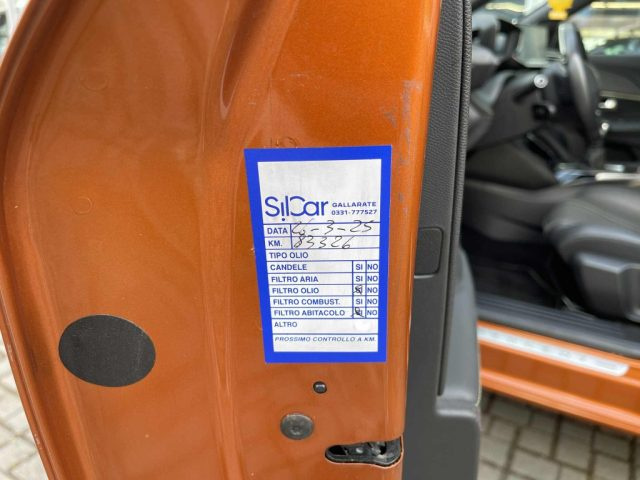 SilCar GALLARATE
0331-777527
DATA 26-3-25
KM. 83326
TIPO OLIO
CANDELE SI NO
FILTRO ARIA SI NO
FILTRO OLIO SI NO
FILTRO COMBUST. SI NO
FILTRO ABITACOLO SI NO
ALTRO
PROSSIMO CONTROLLO A KM.